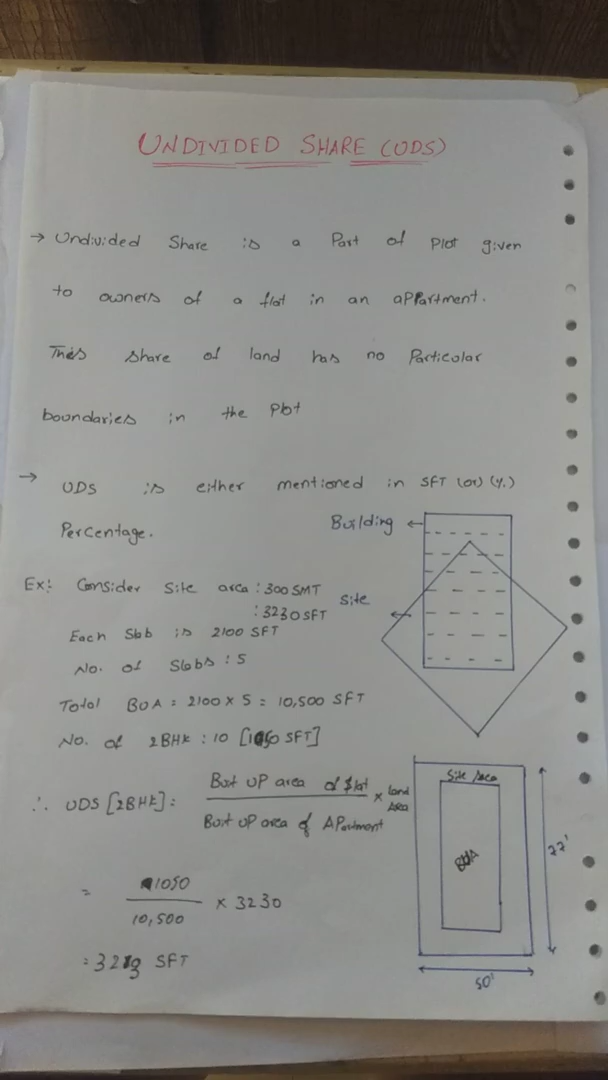 UNDIVIDED SHARE (UDS)
→ Undivided Share is a Part of Plot given
to owners of a flat in an appartment.
This share of land has no Particular
boundaries in the Plot
→ UDS is either mentioned in SFT (or) (%)
Percentage.
Building
Ex: Consider Site area : 300 SMT
: 3230 SFT
Site
Each Slab is 2100 SFT
No. of Slabs : 5
Total BUA = 2100 x 5 = 10,500 SFT
No. of 2BHK : 10 [1050 SFT]
∴ UDS [2BHK] = Buit UP area of flat x land Area
Buit UP area of APartment
Site Area
BUA
22'
50'
= 1050 x 3230
10,500
= 323 SFT